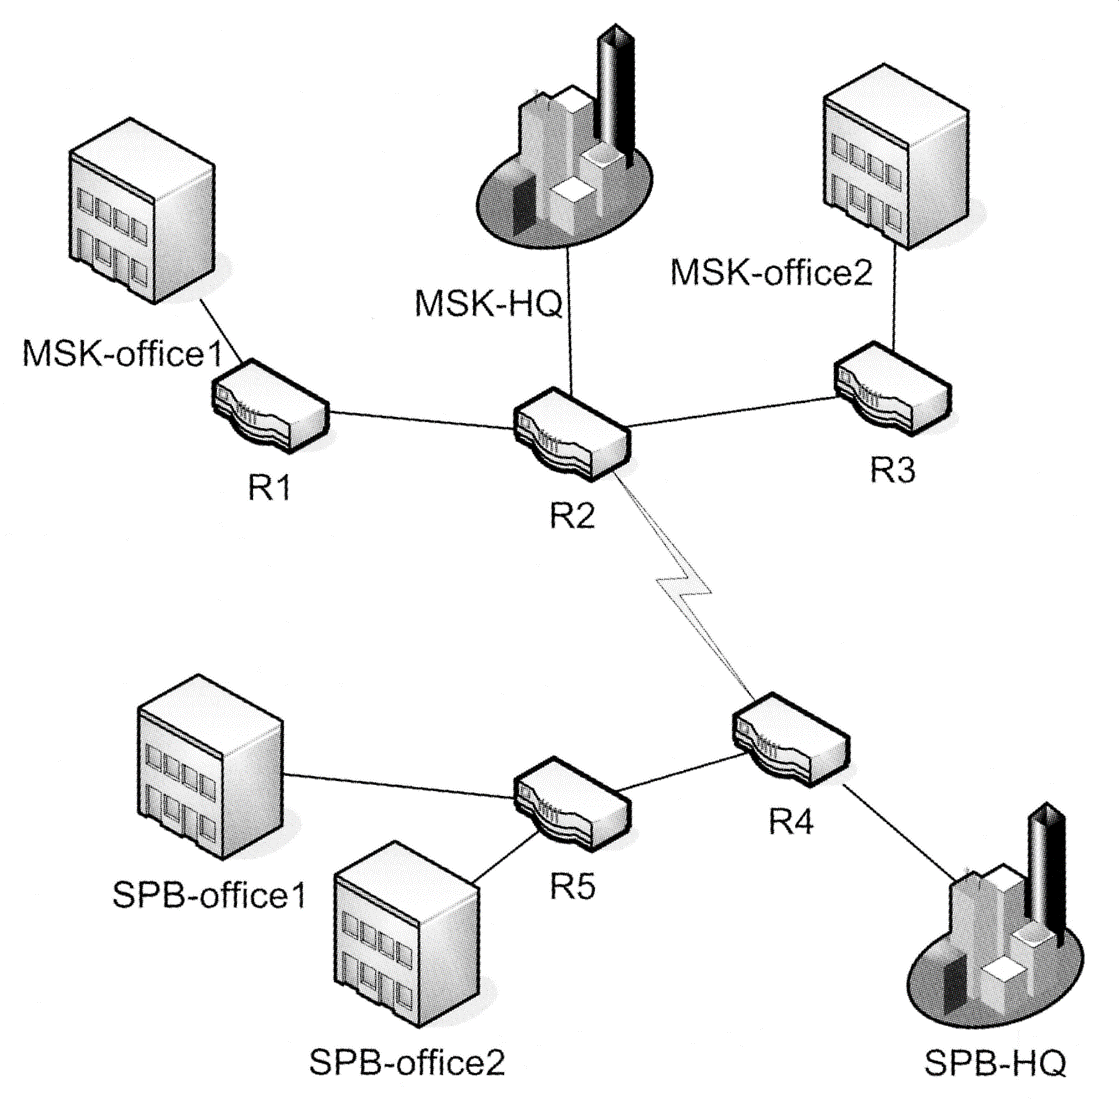 MSK-office2
MSK-HQ
MSK-office1
R3
R1
R2
R4
R5
SPB-office1
SPB-office2
SPB-HQ